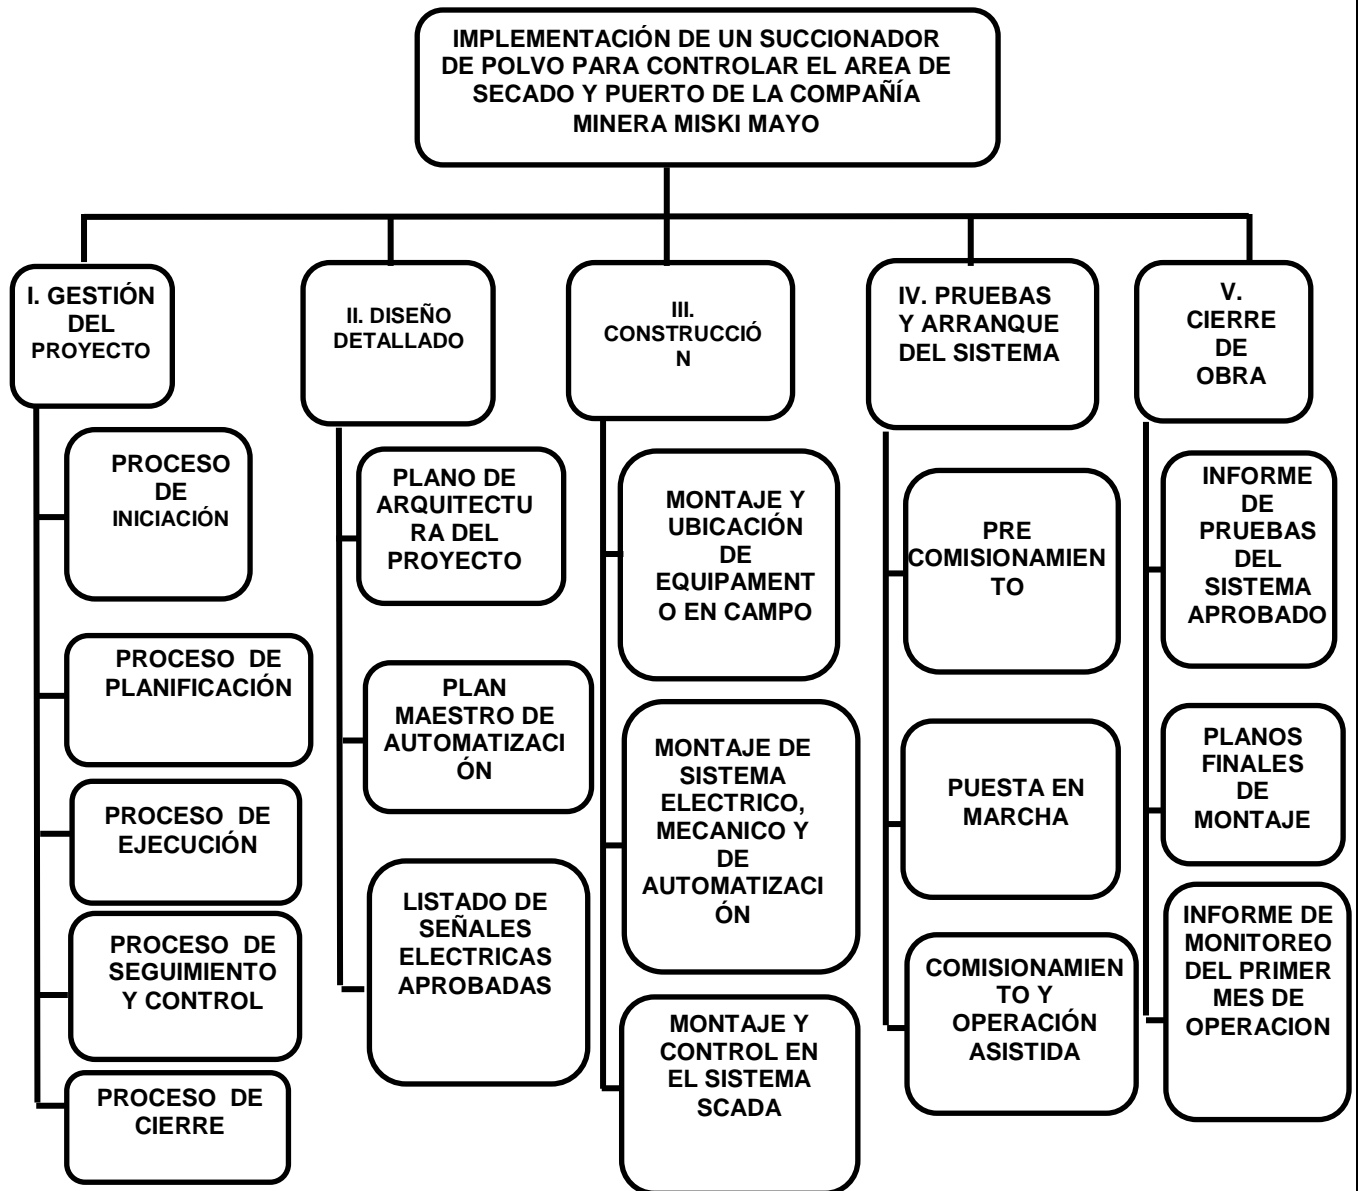 IMPLEMENTACIÓN DE UN SUCCIONADOR
DE POLVO PARA CONTROLAR EL AREA DE
SECADO Y PUERTO DE LA COMPAÑÍA
MINERA MISKI MAYO
I. GESTIÓN
DEL
PROYECTO
PROCESO
DE
INICIACIÓN
PROCESO DE
PLANIFICACIÓN
PROCESO DE
EJECUCIÓN
PROCESO DE
SEGUIMIENTO
Y CONTROL
PROCESO DE
CIERRE
II. DISEÑO
DETALLADO
PLANO DE
ARQUITECTU
RA DEL
PROYECTO
PLAN
MAESTRO DE
AUTOMATIZACI
ÓN
LISTADO DE
SEÑALES
ELECTRICAS
APROBADAS
III.
CONSTRUCCIÓ
N
MONTAJE Y
UBICACIÓN
DE
EQUIPAMENT
O EN CAMPO
MONTAJE DE
SISTEMA
ELECTRICO,
MECANICO Y
DE
AUTOMATIZACI
ÓN
MONTAJE Y
CONTROL EN
EL SISTEMA
SCADA
IV. PRUEBAS
Y ARRANQUE
DEL SISTEMA
PRE
COMISIONAMIEN
TO
PUESTA EN
MARCHA
COMISIONAMIEN
TO Y
OPERACIÓN
ASISTIDA
V.
CIERRE
DE
OBRA
INFORME
DE
PRUEBAS
DEL
SISTEMA
APROBADO
PLANOS
FINALES
DE
MONTAJE
INFORME DE
MONITOREO
DEL PRIMER
MES DE
OPERACION